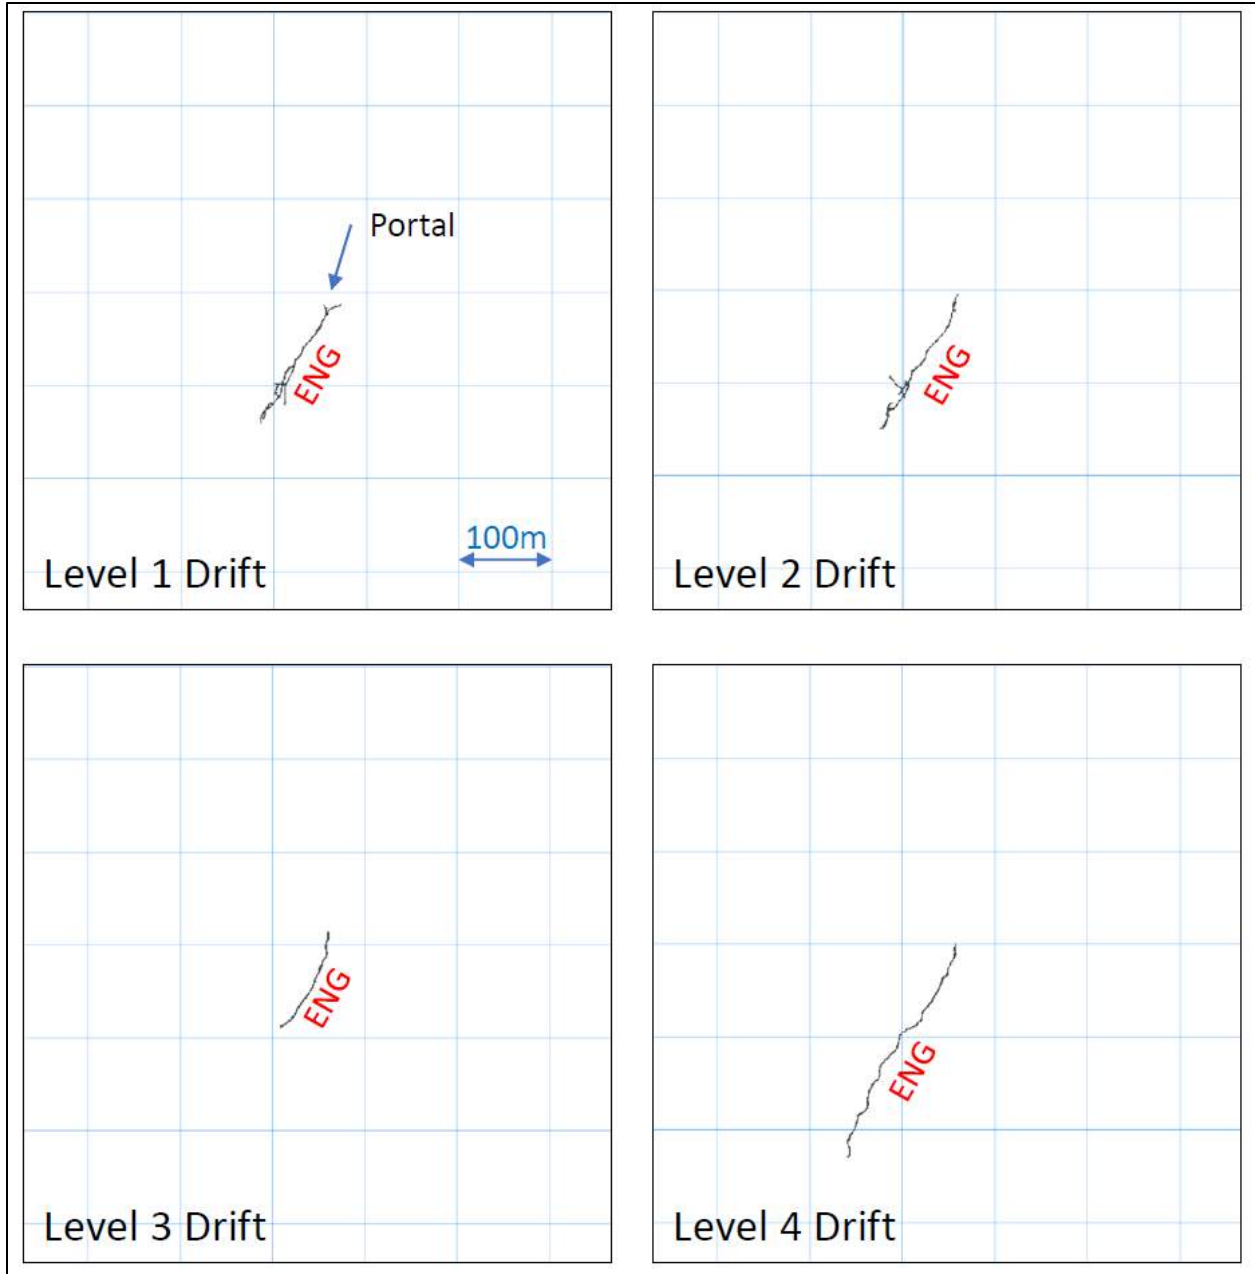 Portal
ENG
100m
Level 1 Drift
ENG
Level 2 Drift
ENG
Level 3 Drift
ENG
Level 4 Drift